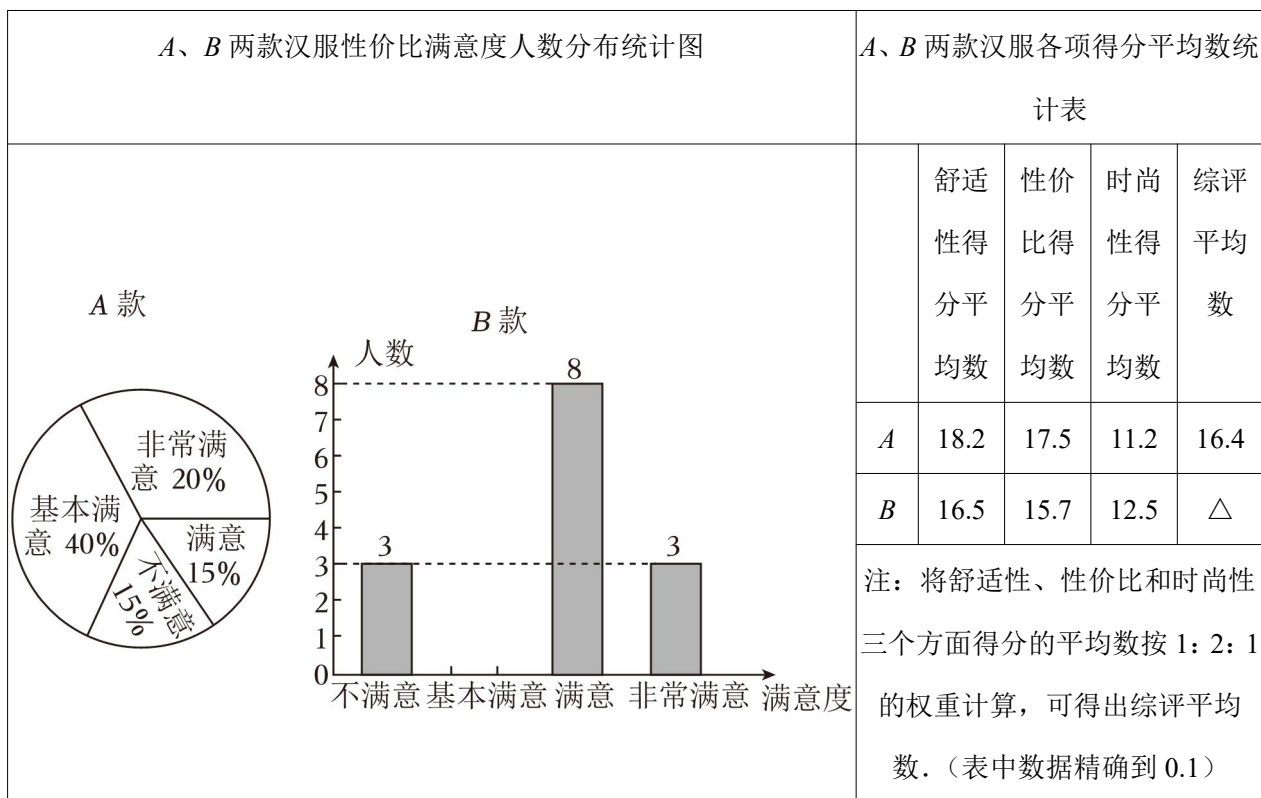 A、B 两款汉服性价比满意度人数分布统计图
A、B 两款汉服各项得分平均数统
计表
A 款
非常满
意 20%
基本满
意 40%
满意
15%
不满意
15%
B 款
人数
8
7
6
5
4
3
2
1
0
3
8
3
不满意 基本满意 满意 非常满意 满意度
舒适
性得
分平
均数
性价
比得
分平
均数
时尚
性得
分平
均数
综评
平均
数
A 18.2 17.5 11.2 16.4
B 16.5 15.7 12.5 △
注：将舒适性、性价比和时尚性
三个方面得分的平均数按 1：2：1
的权重计算，可得出综评平均
数．（表中数据精确到 0.1）